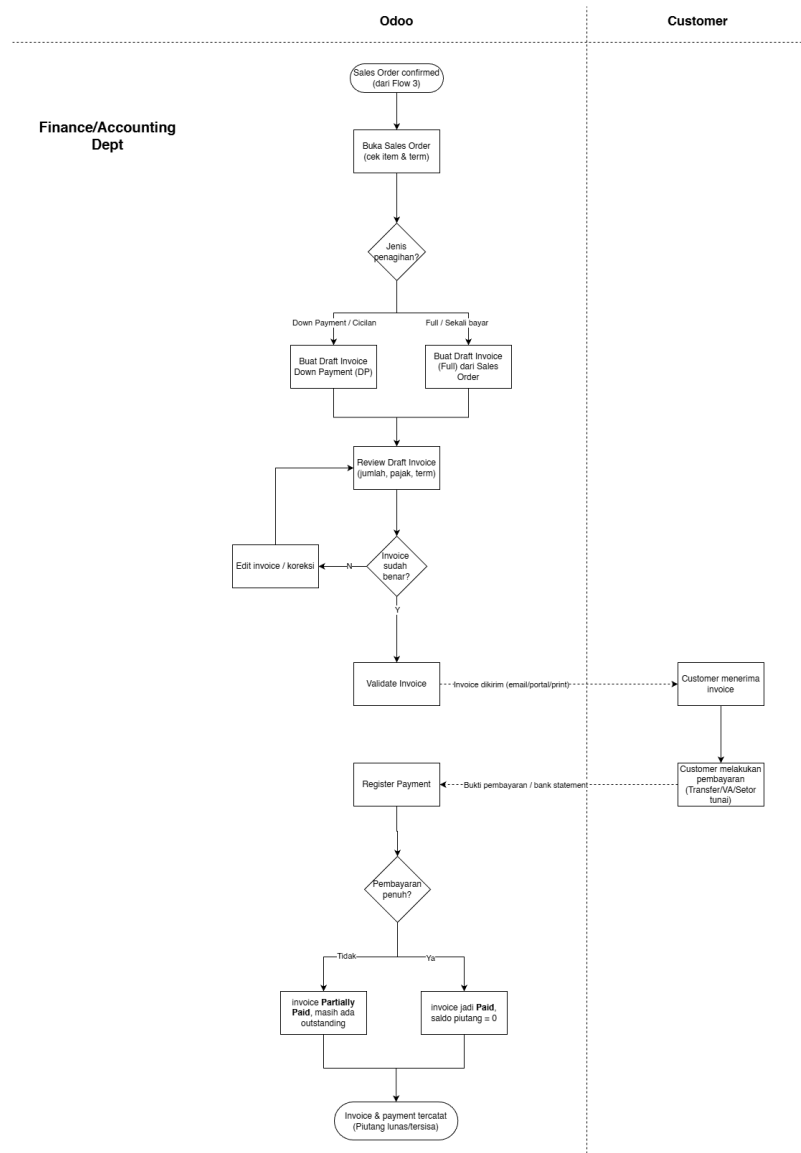 Odoo
Customer
Sales Order confirmed
(dari Flow 3)
Finance/Accounting
Dept
Buka Sales Order
(cek item & term)
Jenis
penagihan?
Down Payment / Cicilan
Full / Sekali bayar
Buat Draft Invoice
Down Payment (DP)
Buat Draft Invoice
(Full) dari Sales
Order
Review Draft Invoice
(jumlah, pajak, term)
Edit invoice / koreksi
N
Invoice
sudah
benar?
Y
Validate Invoice
Invoice dikirim (email/portal/print)
Customer menerima
invoice
Register Payment
Bukti pembayaran / bank statement
Customer melakukan
pembayaran
(Transfer/VA/Setor
tunai)
Pembayaran
penuh?
Tidak
Ya
invoice Partially
Paid, masih ada
outstanding
invoice jadi Paid,
saldo piutang = 0
Invoice & payment tercatat
(Piutang lunas/tersisa)